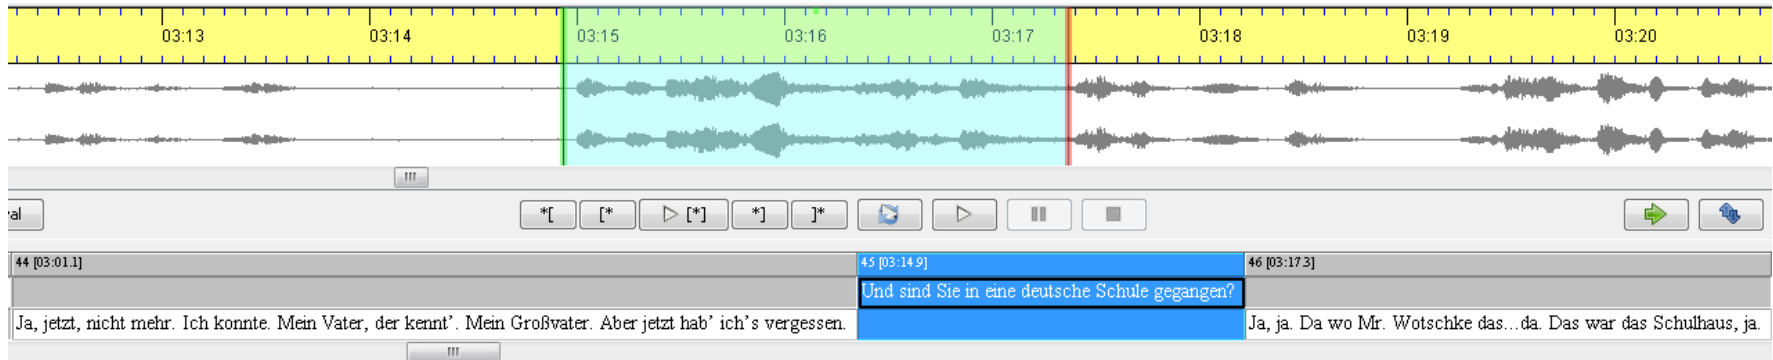 03:13 03:14 03:15 03:16 03:17 03:18 03:19 03:20
al *[ [* [*] *] ]*
44 [03:01.1] 45 [03:14.9] 46 [03:17.3]
Und sind Sie in eine deutsche Schule gegangen?
Ja, jetzt, nicht mehr. Ich konnte. Mein Vater, der kennt’. Mein Großvater. Aber jetzt hab’ ich’s vergessen. Ja, ja. Da wo Mr. Wotschke das...da. Das war das Schulhaus, ja.